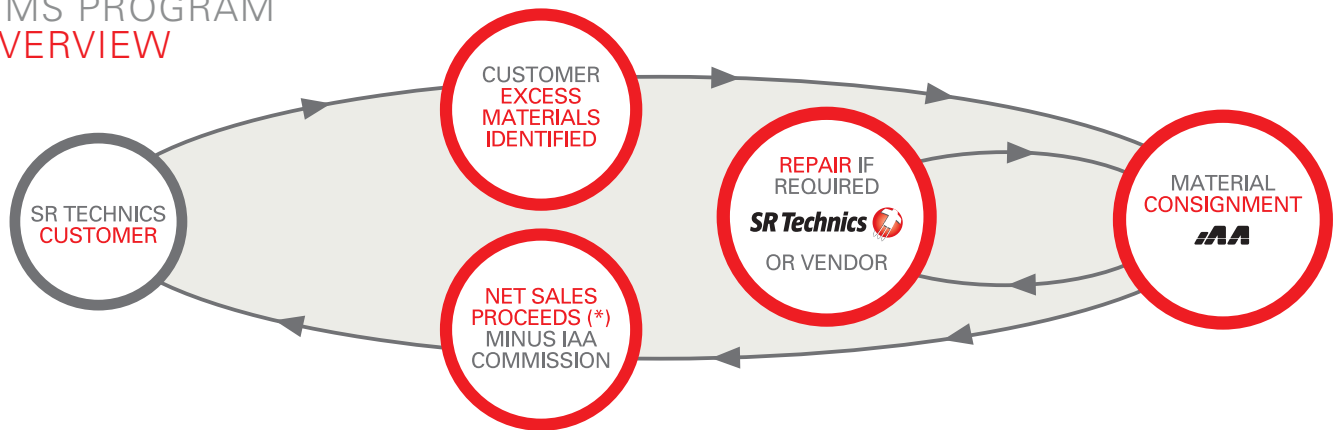 MS PROGRAM
VERVIEW
CUSTOMER
EXCESS
MATERIALS
IDENTIFIED
SR TECHNICS
CUSTOMER
REPAIR IF
REQUIRED
SR Technics
OR VENDOR
MATERIAL
CONSIGNMENT
IAA
NET SALES
PROCEEDS (*)
MINUS IAA
COMMISSION